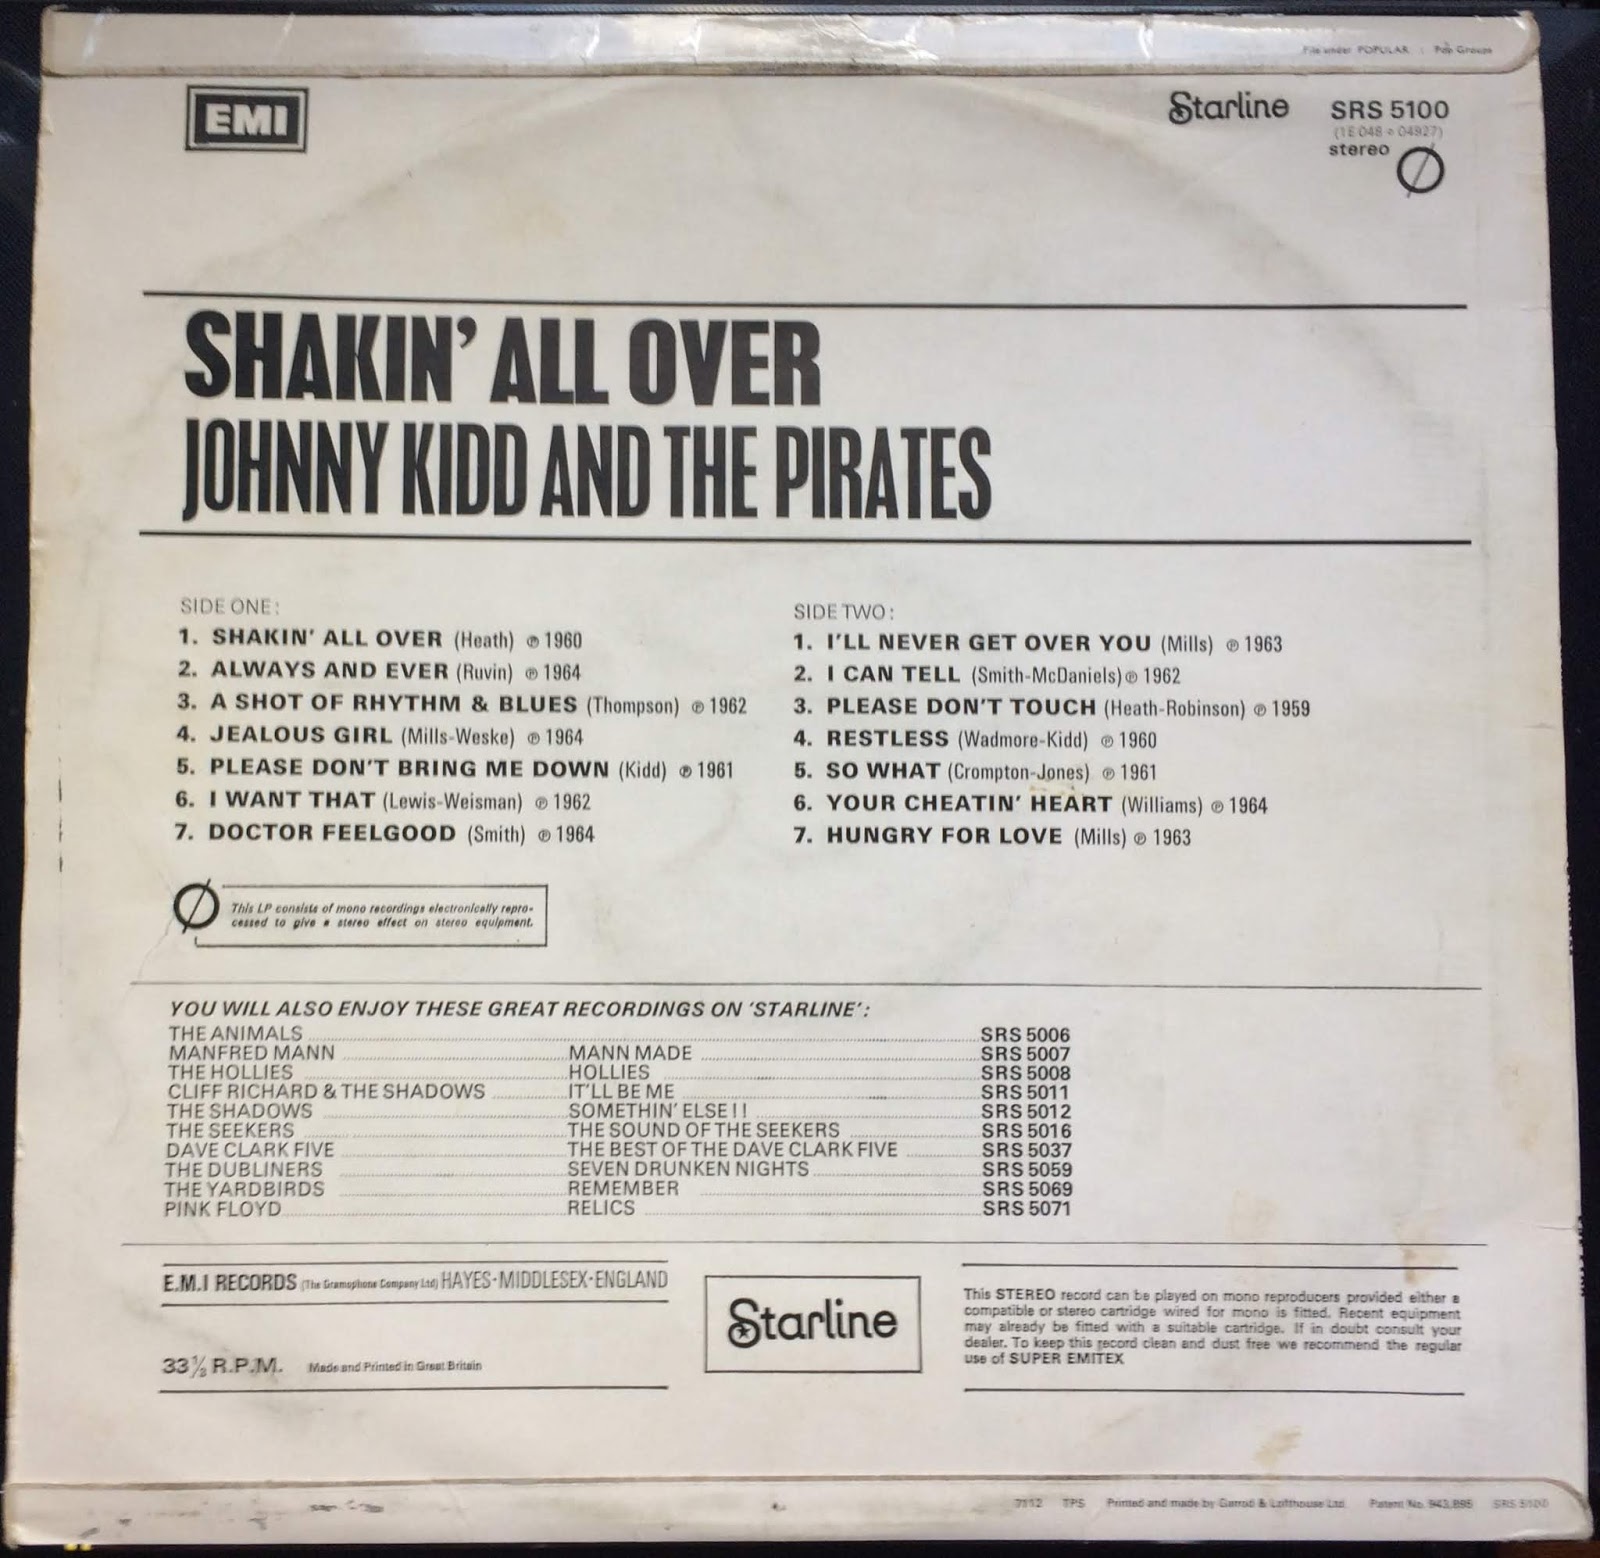 File under POPULAR : Pop Groups
EMI
Starline
SRS 5100
(1E 048 ∘ 04927)
stereo
SHAKIN' ALL OVER
JOHNNY KIDD AND THE PIRATES
SIDE ONE:
1. SHAKIN' ALL OVER (Heath) ℗ 1960
2. ALWAYS AND EVER (Ruvin) ℗ 1964
3. A SHOT OF RHYTHM & BLUES (Thompson) ℗ 1962
4. JEALOUS GIRL (Mills-Weske) ℗ 1964
5. PLEASE DON'T BRING ME DOWN (Kidd) ℗ 1961
6. I WANT THAT (Lewis-Weisman) ℗ 1962
7. DOCTOR FEELGOOD (Smith) ℗ 1964
SIDE TWO:
1. I'LL NEVER GET OVER YOU (Mills) ℗ 1963
2. I CAN TELL (Smith-McDaniels) ℗ 1962
3. PLEASE DON'T TOUCH (Heath-Robinson) ℗ 1959
4. RESTLESS (Wadmore-Kidd) ℗ 1960
5. SO WHAT (Crompton-Jones) ℗ 1961
6. YOUR CHEATIN' HEART (Williams) ℗ 1964
7. HUNGRY FOR LOVE (Mills) ℗ 1963
This LP consists of mono recordings electronically repro-
cessed to give a stereo effect on stereo equipment.
YOU WILL ALSO ENJOY THESE GREAT RECORDINGS ON 'STARLINE':
THE ANIMALS SRS 5006
MANFRED MANN MANN MADE SRS 5007
THE HOLLIES HOLLIES SRS 5008
CLIFF RICHARD & THE SHADOWS IT'LL BE ME SRS 5011
THE SHADOWS SOMETHIN' ELSE!! SRS 5012
THE SEEKERS THE SOUND OF THE SEEKERS SRS 5016
DAVE CLARK FIVE THE BEST OF THE DAVE CLARK FIVE SRS 5037
THE DUBLINERS SEVEN DRUNKEN NIGHTS SRS 5059
THE YARDBIRDS REMEMBER SRS 5069
PINK FLOYD RELICS SRS 5071
E.M.I RECORDS (The Gramophone Company Ltd) HAYES·MIDDLESEX·ENGLAND
33⅓ R.P.M. Made and Printed in Great Britain
Starline
This STEREO record can be played on mono reproducers provided either a
compatible or stereo cartridge wired for mono is fitted. Recent equipment
may already be fitted with a suitable cartridge. If in doubt consult your
dealer. To keep this record clean and dust free we recommend the regular
use of SUPER EMITEX
7112 TPS Printed and made by Garrod & Lofthouse Ltd. Patent No. 943,895 SRS 5100